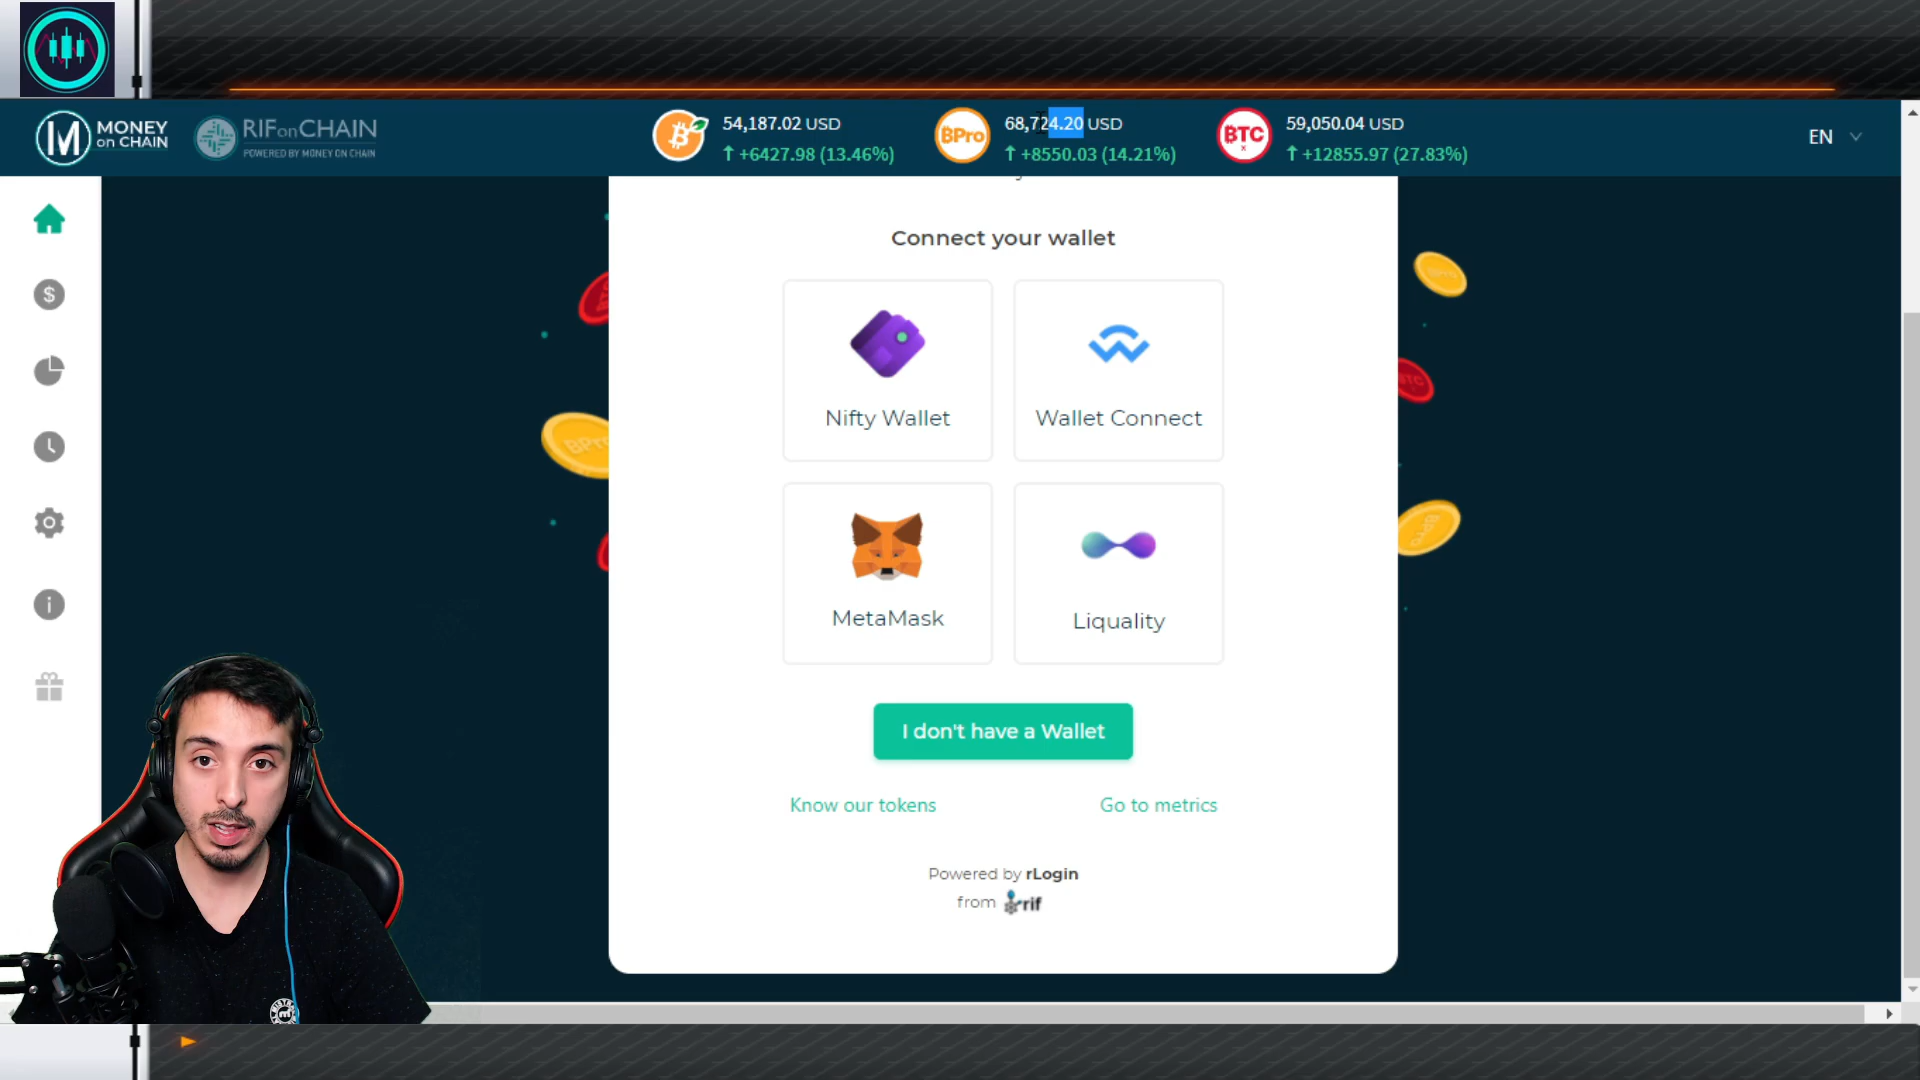 MONEY
on CHAIN
RIFonCHAIN
POWERED BY MONEY ON CHAIN
54,187.02 USD
+6427.98 (13.46%)
BPro
68,724.20 USD
+8550.03 (14.21%)
BTC
x
59,050.04 USD
+12855.97 (27.83%)
EN
Connect your wallet
Nifty Wallet
Wallet Connect
MetaMask
Liquality
I don't have a Wallet
Know our tokens
Go to metrics
Powered by rLogin
from rif
BPro
BTC
BPro